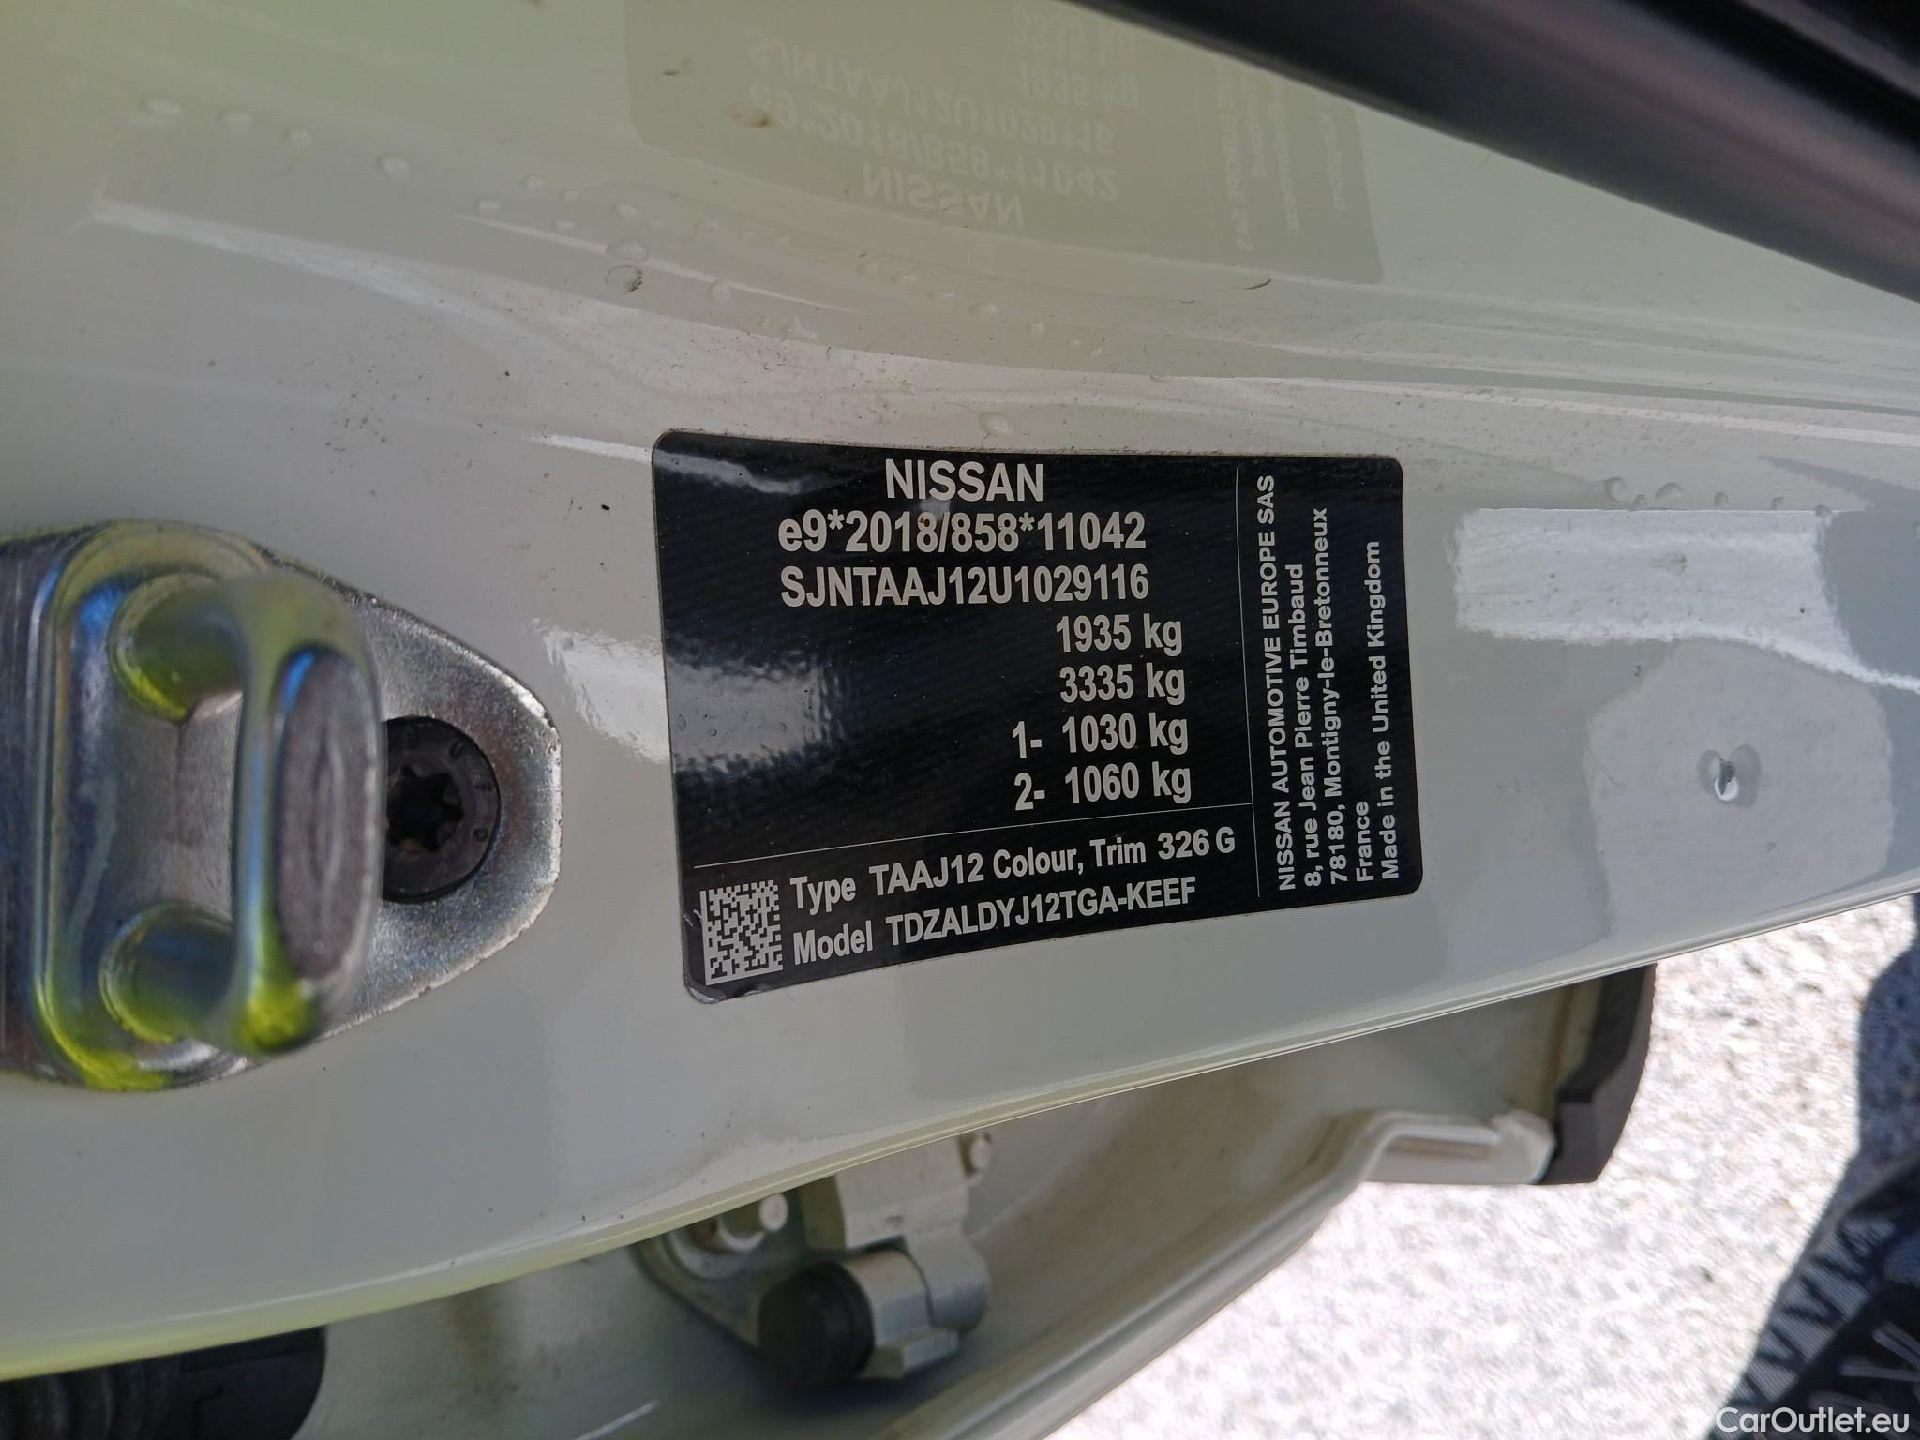 NISSAN
e9*2018/858*11042
SJNTAAJ12U1029116
1935 kg
3335 kg
1- 1030 kg
2- 1060 kg
Type TAAJ12 Colour, Trim 326 G
Model TDZALDYJ12TGA-KEEF
NISSAN AUTOMOTIVE EUROPE SAS
8, rue Jean Pierre Timbaud
78180, Montigny-le-Bretonneux
France
Made in the United Kingdom
CarOutlet.eu